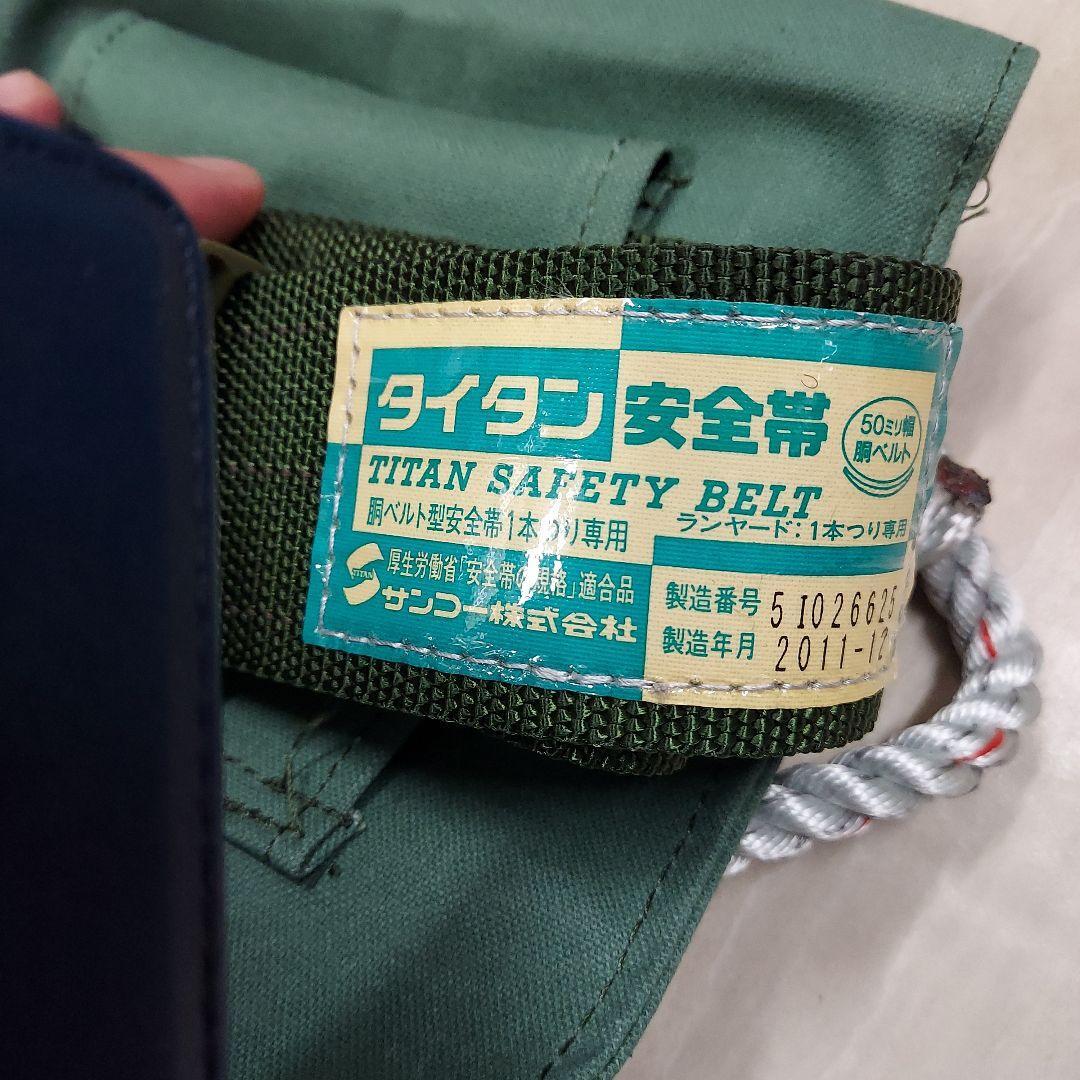 タイタン 安全帯
50ミリ幅
胴ベルト
TITAN SAFETY BELT
胴ベルト型安全帯1本つり専用
ランヤード:1本つり専用
TITAN
厚生労働省「安全帯の規格」適合品
サンコー株式会社
製造番号 5I026625
製造年月 2011-12